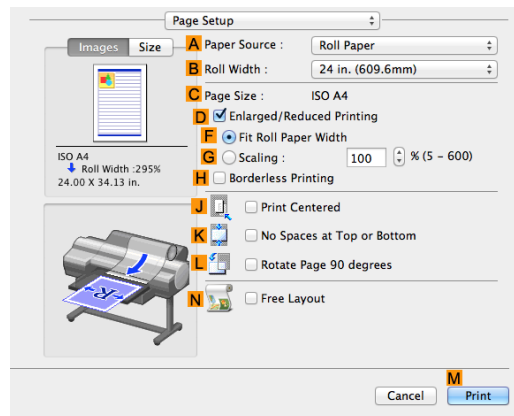 Page Setup
Images Size
A Paper Source : Roll Paper
B Roll Width : 24 in. (609.6mm)
C Page Size : ISO A4
D Enlarged/Reduced Printing
F Fit Roll Paper Width
G Scaling : 100 % (5 – 600)
ISO A4
Roll Width :295%
24.00 X 34.13 in.
H Borderless Printing
J Print Centered
K No Spaces at Top or Bottom
L Rotate Page 90 degrees
R
N Free Layout
M
Cancel Print